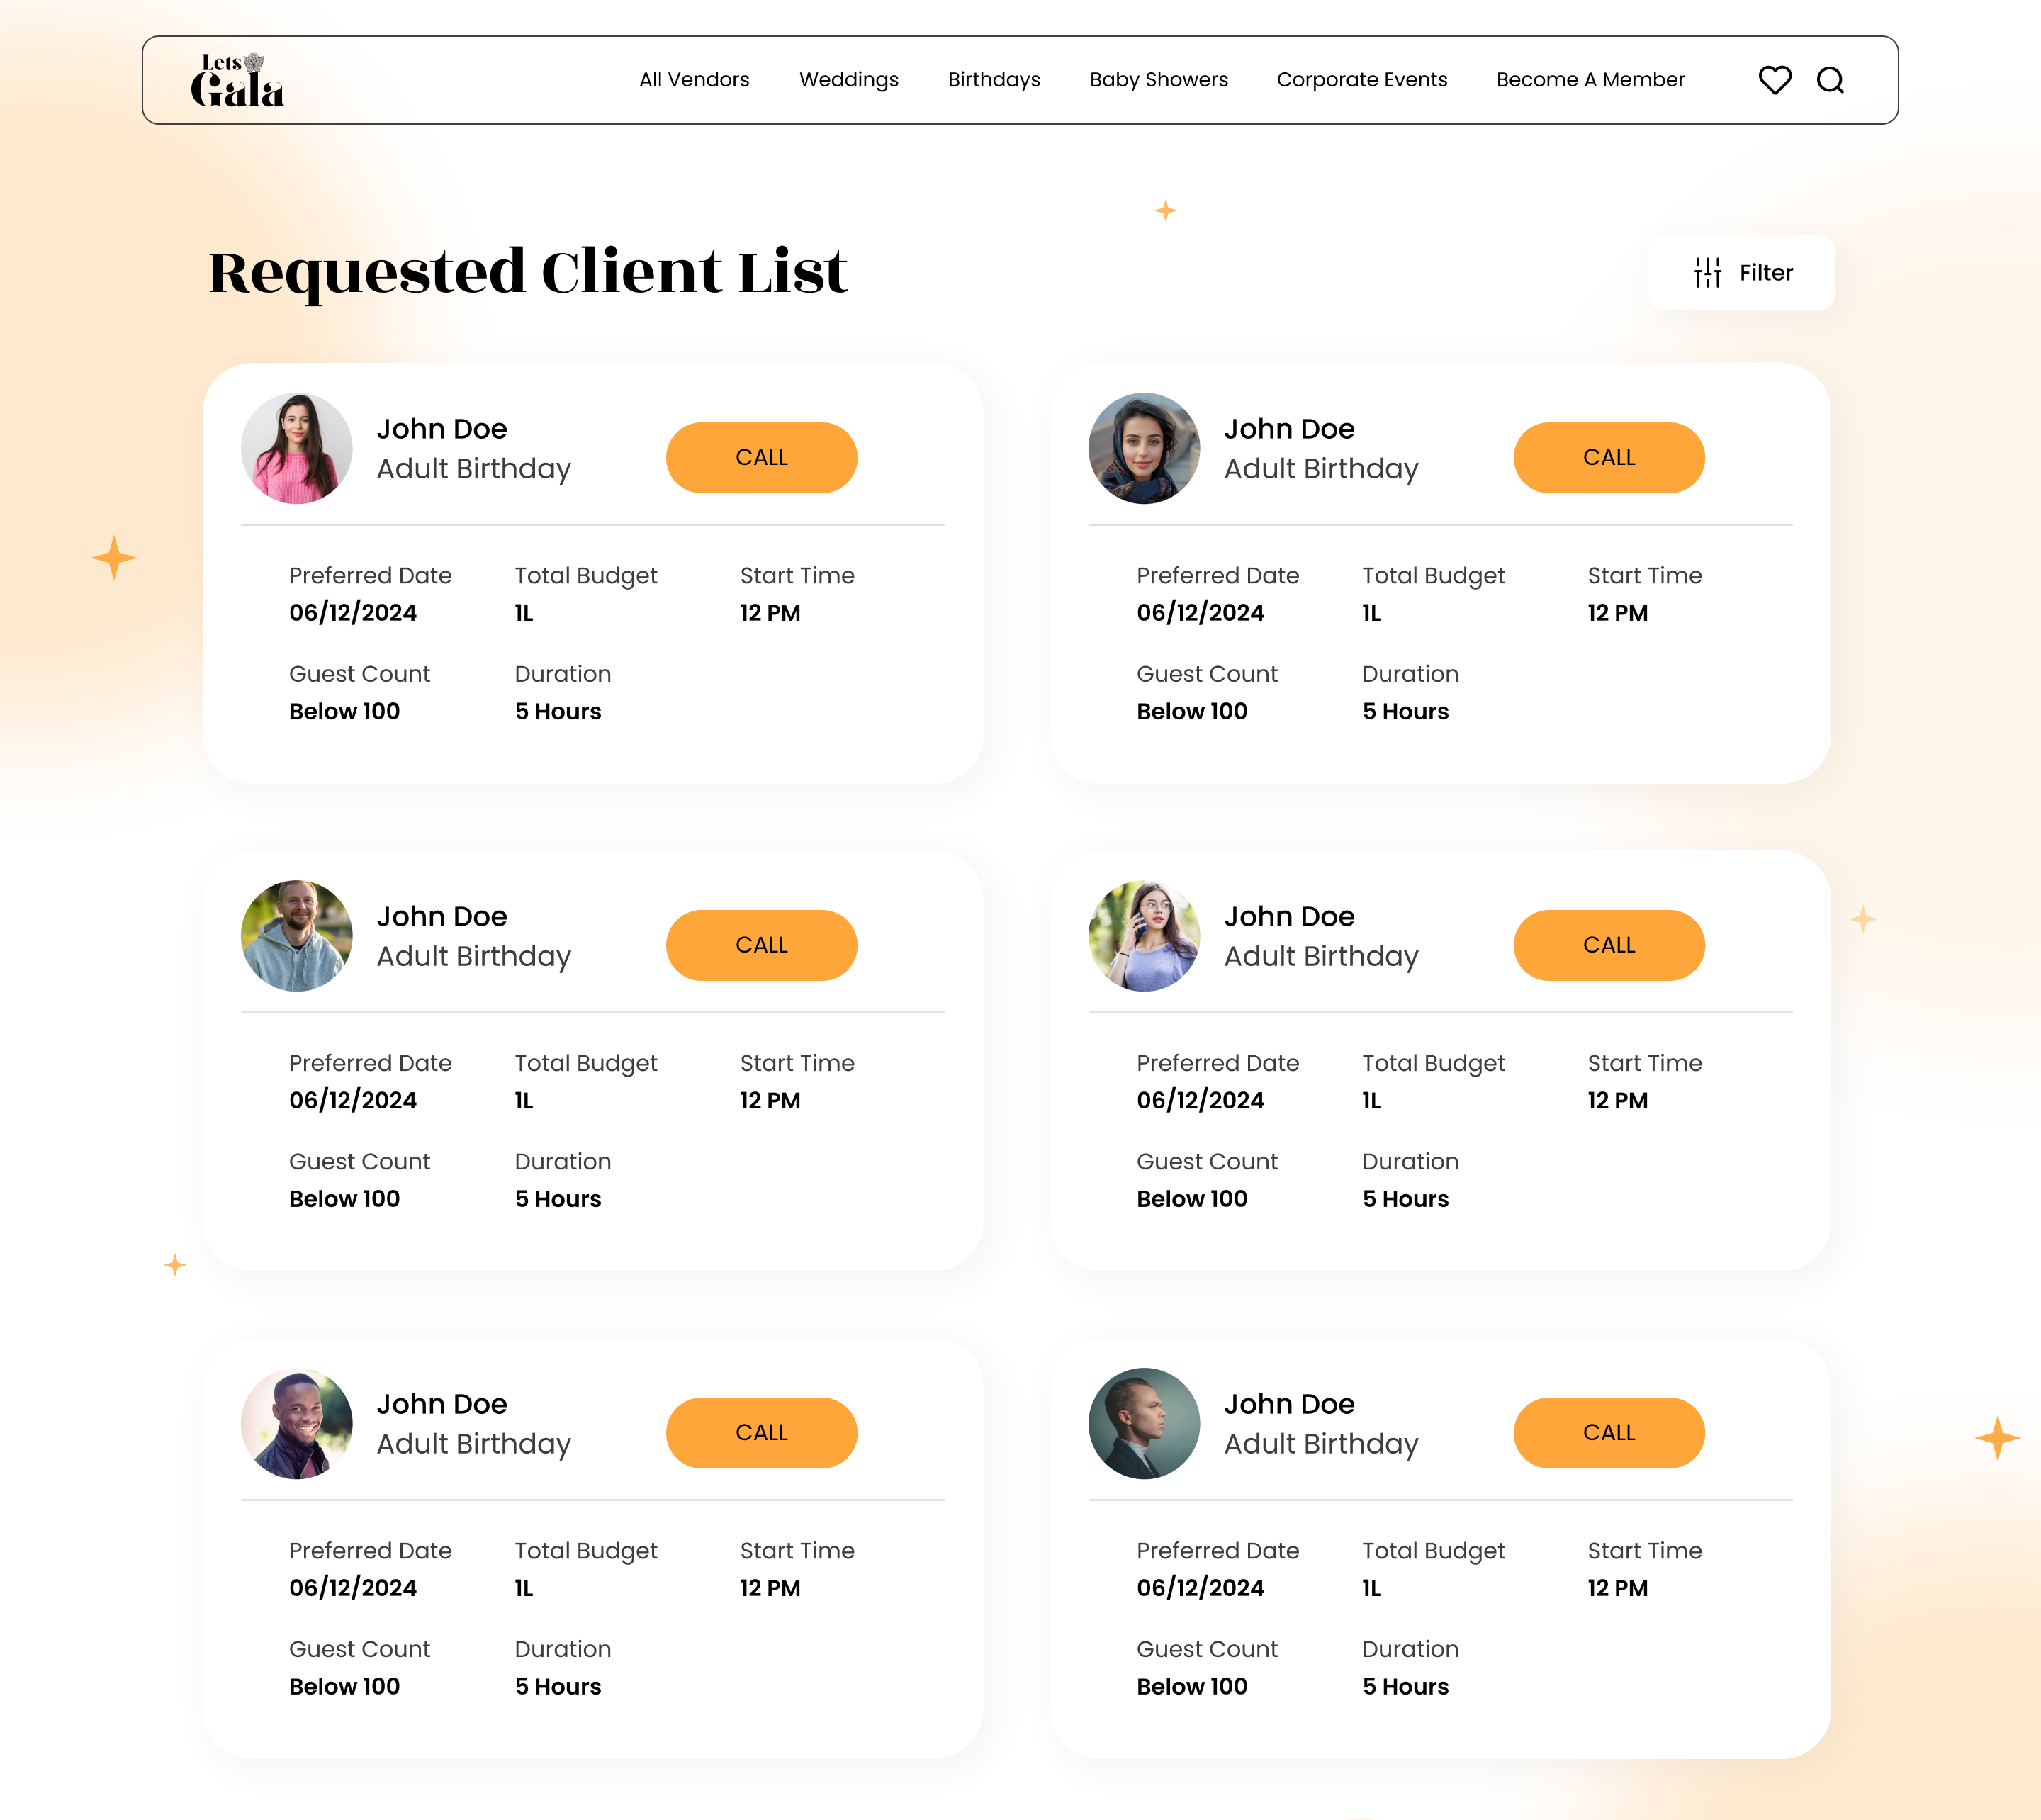 Lets
Gala
All Vendors Weddings Birthdays Baby Showers Corporate Events Become A Member
Requested Client List
Filter
John Doe
Adult Birthday
CALL
Preferred Date Total Budget Start Time
06/12/2024 1L 12 PM
Guest Count Duration
Below 100 5 Hours
John Doe
Adult Birthday
CALL
Preferred Date Total Budget Start Time
06/12/2024 1L 12 PM
Guest Count Duration
Below 100 5 Hours
John Doe
Adult Birthday
CALL
Preferred Date Total Budget Start Time
06/12/2024 1L 12 PM
Guest Count Duration
Below 100 5 Hours
John Doe
Adult Birthday
CALL
Preferred Date Total Budget Start Time
06/12/2024 1L 12 PM
Guest Count Duration
Below 100 5 Hours
John Doe
Adult Birthday
CALL
Preferred Date Total Budget Start Time
06/12/2024 1L 12 PM
Guest Count Duration
Below 100 5 Hours
John Doe
Adult Birthday
CALL
Preferred Date Total Budget Start Time
06/12/2024 1L 12 PM
Guest Count Duration
Below 100 5 Hours